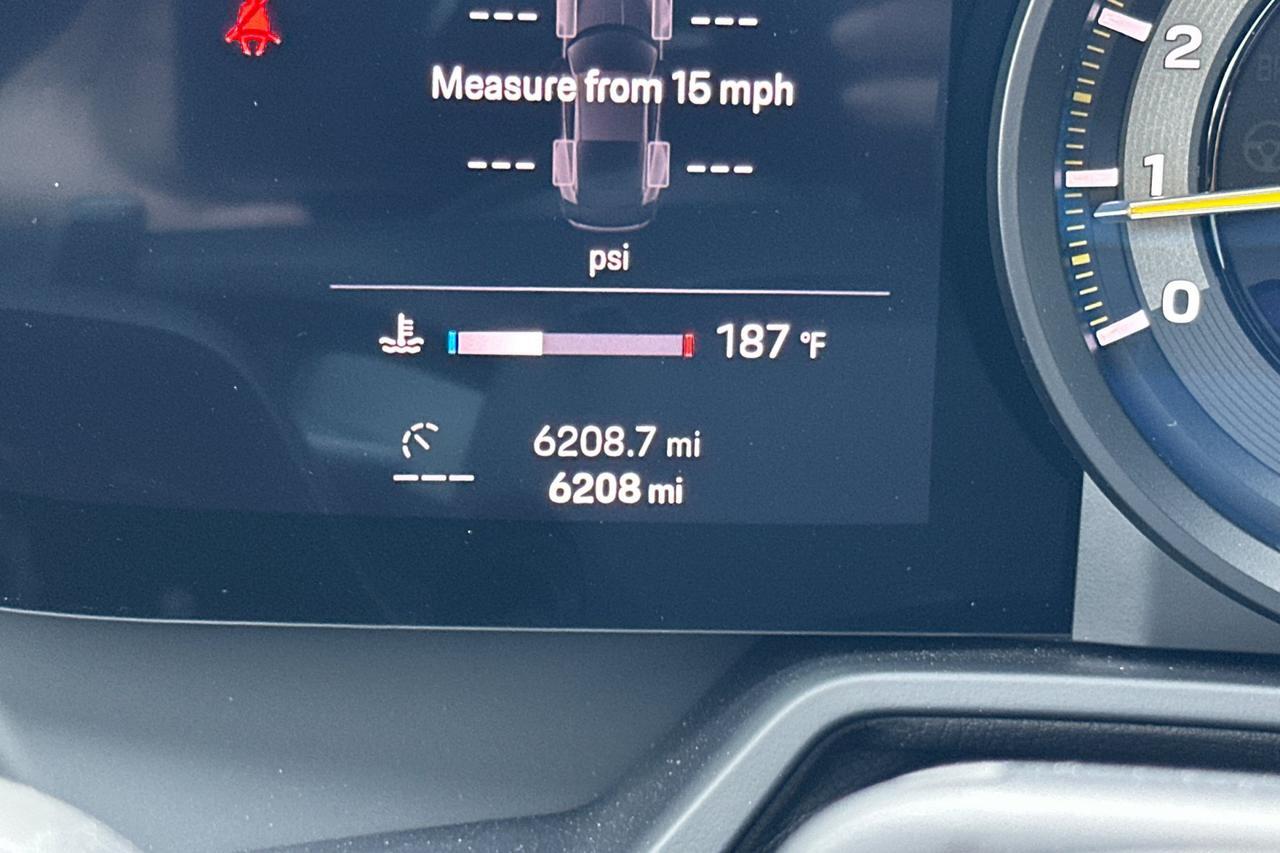 --- ---
Measure from 15 mph
--- ---
psi
187 °F
6208.7 mi
---
6208 mi
2
1
0